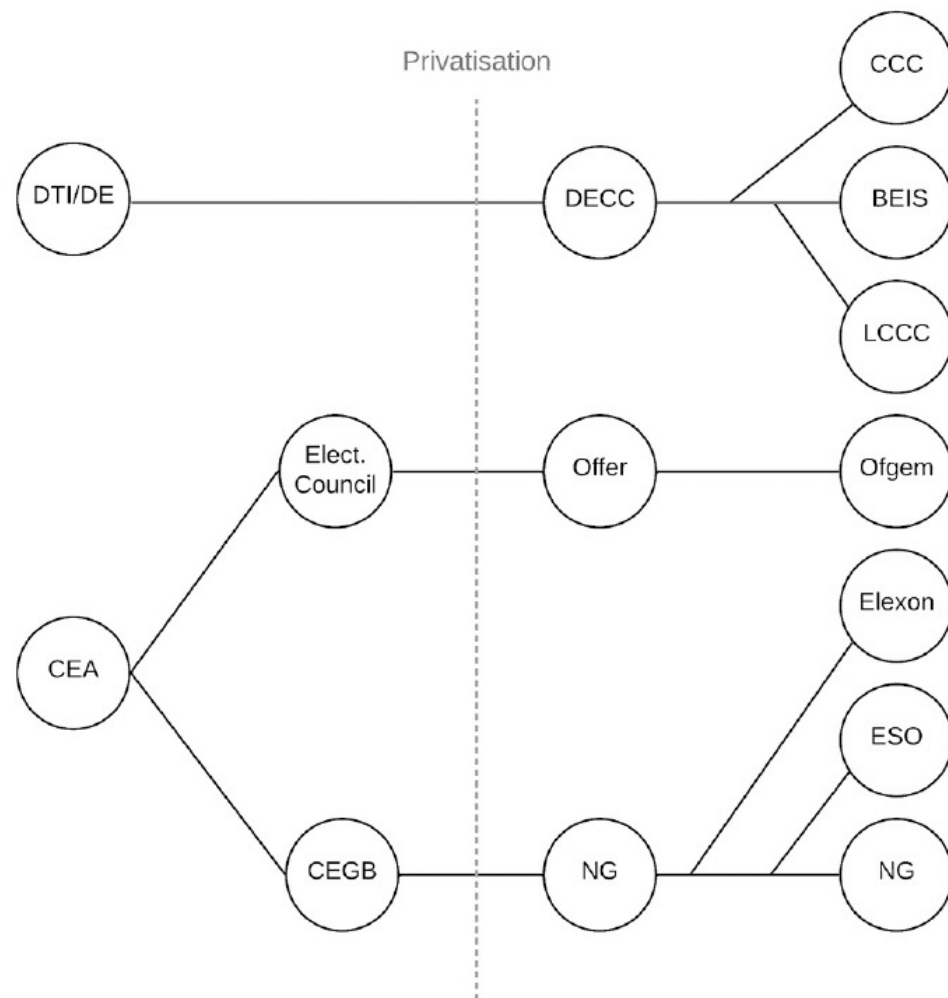 Privatisation
CCC
DTI/DE
DECC
BEIS
LCCC
Elect.
Council
Offer
Ofgem
Elexon
CEA
ESO
CEGB
NG
NG